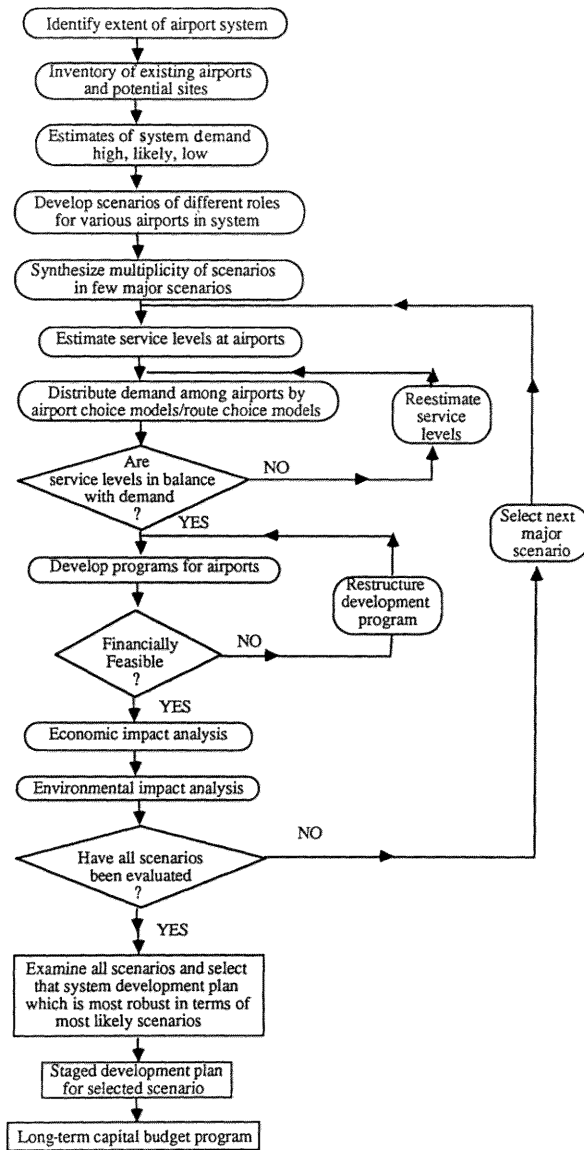 Identify extent of airport system
Inventory of existing airports
and potential sites
Estimates of system demand
high, likely, low
Develop scenarios of different roles
for various airports in system
Synthesize multiplicity of scenarios
in few major scenarios
Estimate service levels at airports
Distribute demand among airports by
airport choice models/route choice models
Reestimate
service
levels
Are
service levels in balance
with demand
?
NO
YES
Select next
major
scenario
Develop programs for airports
Restructure
development
program
Financially
Feasible
?
NO
YES
Economic impact analysis
Environmental impact analysis
Have all scenarios
been evaluated
?
NO
YES
Examine all scenarios and select
that system development plan
which is most robust in terms of
most likely scenarios
Staged development plan
for selected scenario
Long-term capital budget program